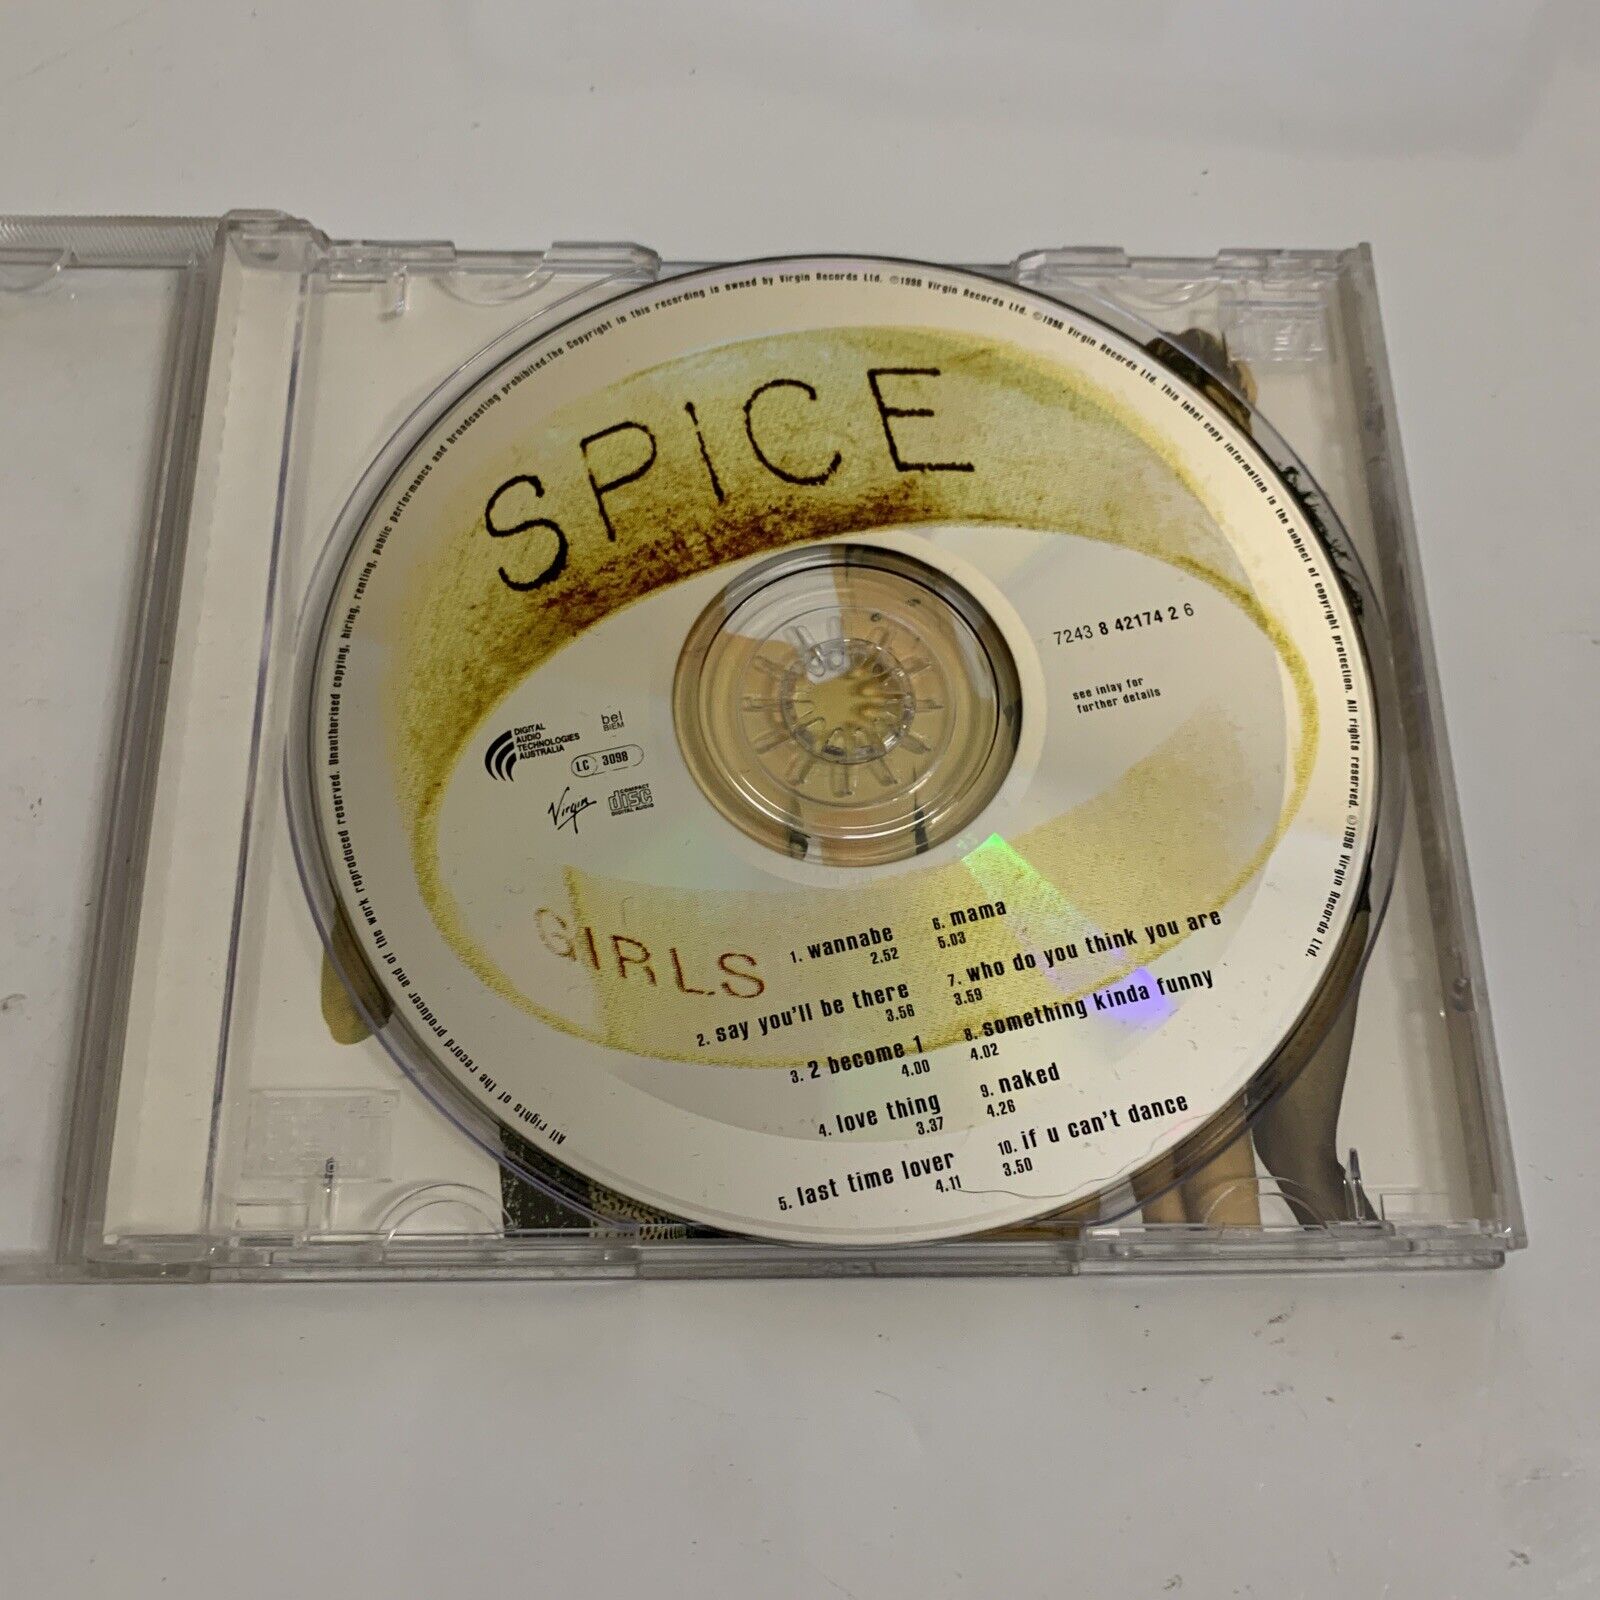 All rights of the record producer and of the work reproduced reserved. Unauthorised copying, hiring, renting, public performance and broadcasting prohibited.The Copyright in this recording is owned by Virgin Records Ltd. ℗1996 Virgin Records Ltd. ©1996 Virgin Records Ltd. This label copy information is the subject of copyright protection. All rights reserved. ©1996 Virgin Records Ltd.
SPICE
7243 8 42174 2 6
see inlay for
further details
DIGITAL
AUDIO
TECHNOLOGIES
AUSTRALIA
bel
BIEM
LC 3098
Virgin
COMPACT
disc
DIGITAL AUDIO
GIRLS
1. wannabe
2.52
2. say you'll be there
3.56
3. 2 become 1
4.00
4. love thing
3.37
5. last time lover
4.11
6. mama
5.03
7. who do you think you are
3.59
8. something kinda funny
4.02
9. naked
4.26
10. if u can't dance
3.50